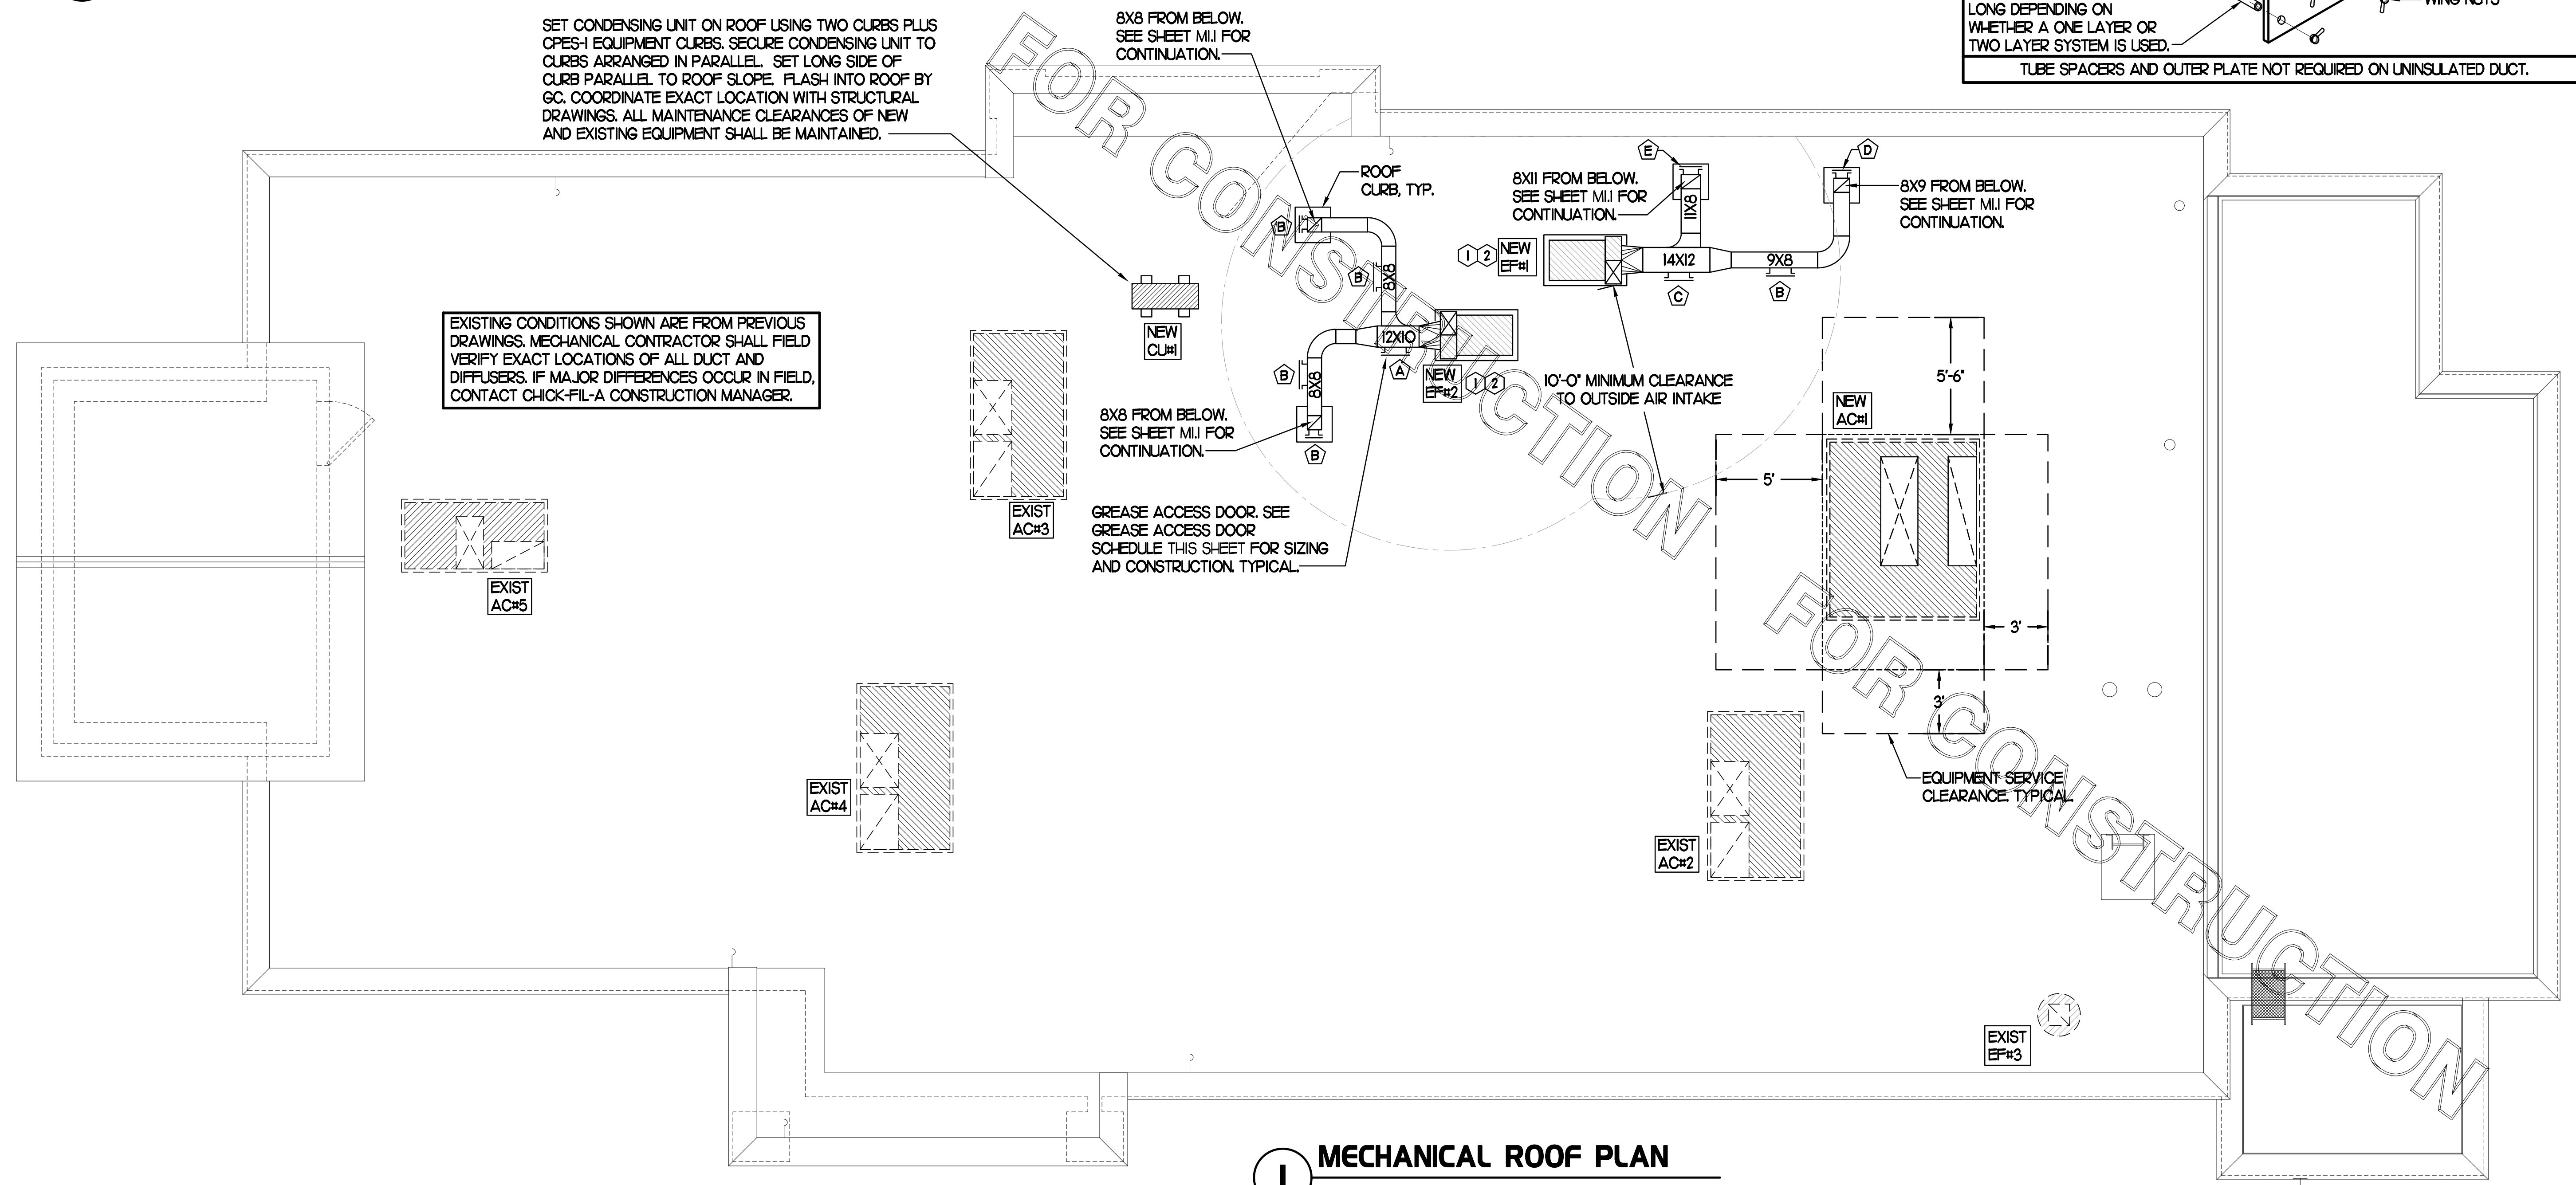 SET CONDENSING UNIT ON ROOF USING TWO CURBS PLUS
CPES-1 EQUIPMENT CURBS. SECURE CONDENSING UNIT TO
CURBS ARRANGED IN PARALLEL. SET LONG SIDE OF
CURB PARALLEL TO ROOF SLOPE. FLASH INTO ROOF BY
GC. COORDINATE EXACT LOCATION WITH STRUCTURAL
DRAWINGS. ALL MAINTENANCE CLEARANCES OF NEW
AND EXISTING EQUIPMENT SHALL BE MAINTAINED.
8X8 FROM BELOW.
SEE SHEET M1.1 FOR
CONTINUATION.
LONG DEPENDING ON
WHETHER A ONE LAYER OR
TWO LAYER SYSTEM IS USED.
WING NUTS
TUBE SPACERS AND OUTER PLATE NOT REQUIRED ON UNINSULATED DUCT.
FOR CONSTRUCTION
ROOF
CURB, TYP.
B
B
8X8
12X10
A
B
8X8
B
NEW
EF#2
1
2
8X8 FROM BELOW.
SEE SHEET M1.1 FOR
CONTINUATION.
E
8X11 FROM BELOW.
SEE SHEET M1.1 FOR
CONTINUATION.
11X8
D
8X9 FROM BELOW.
SEE SHEET M1.1 FOR
CONTINUATION.
1
2
NEW
EF#1
14X12
C
9X8
B
10'-0" MINIMUM CLEARANCE
TO OUTSIDE AIR INTAKE
NEW
CU#1
EXISTING CONDITIONS SHOWN ARE FROM PREVIOUS
DRAWINGS. MECHANICAL CONTRACTOR SHALL FIELD
VERIFY EXACT LOCATIONS OF ALL DUCT AND
DIFFUSERS. IF MAJOR DIFFERENCES OCCUR IN FIELD,
CONTACT CHICK-FIL-A CONSTRUCTION MANAGER.
GREASE ACCESS DOOR. SEE
GREASE ACCESS DOOR
SCHEDULE THIS SHEET FOR SIZING
AND CONSTRUCTION. TYPICAL.
EXIST
AC#3
EXIST
AC#5
5'-6"
NEW
AC#1
5'
3'
3'
EQUIPMENT SERVICE
CLEARANCE. TYPICAL.
FOR CONSTRUCTION
EXIST
AC#4
EXIST
AC#2
EXIST
EF#3
1
MECHANICAL ROOF PLAN